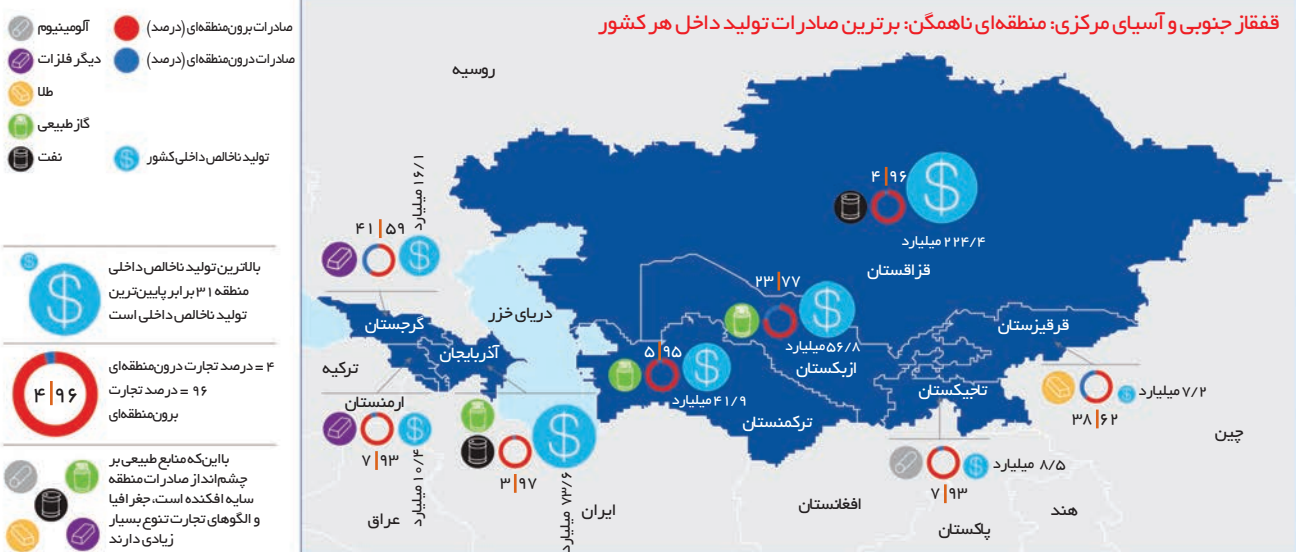 قفقاز جنوبی و آسیای مرکزی: منطقه‌ای ناهمگن: برترین صادرات تولید داخل هر کشور
صادرات برون‌منطقه‌ای (درصد)
صادرات درون‌منطقه‌ای (درصد)
تولید ناخالص داخلی کشور
آلومینیوم
دیگر فلزات
طلا
گاز طبیعی
نفت
بالاترین تولید ناخالص داخلی
منطقه ۳۱ برابر پایین‌ترین
تولید ناخالص داخلی است
۴|۹۶
۴ = درصد تجارت درون‌منطقه‌ای
۹۶ = درصد تجارت
برون‌منطقه‌ای
با این‌که منابع طبیعی بر
چشم‌انداز صادرات منطقه
سایه افکنده است، جغرافیا
و الگوهای تجارت تنوع بسیار
زیادی دارند
روسیه
۴|۹۶
۲۲۴/۴ میلیارد
قزاقستان
۱۶/۱ میلیارد
۴۱|۵۹
گرجستان
دریای خزر
۲۳|۷۷
۵۶/۸ میلیارد
ازبکستان
قرقیزستان
۷/۲ میلیارد
۳۸|۶۲
چین
آذربایجان
ترکیه
ارمنستان
۷|۹۳
۱۰/۴ میلیارد
عراق
۳|۹۷
۷۳/۶ میلیارد
ایران
۵|۹۵
۴۱/۹ میلیارد
ترکمنستان
تاجیکستان
۸/۵ میلیارد
۷|۹۳
افغانستان
پاکستان
هند